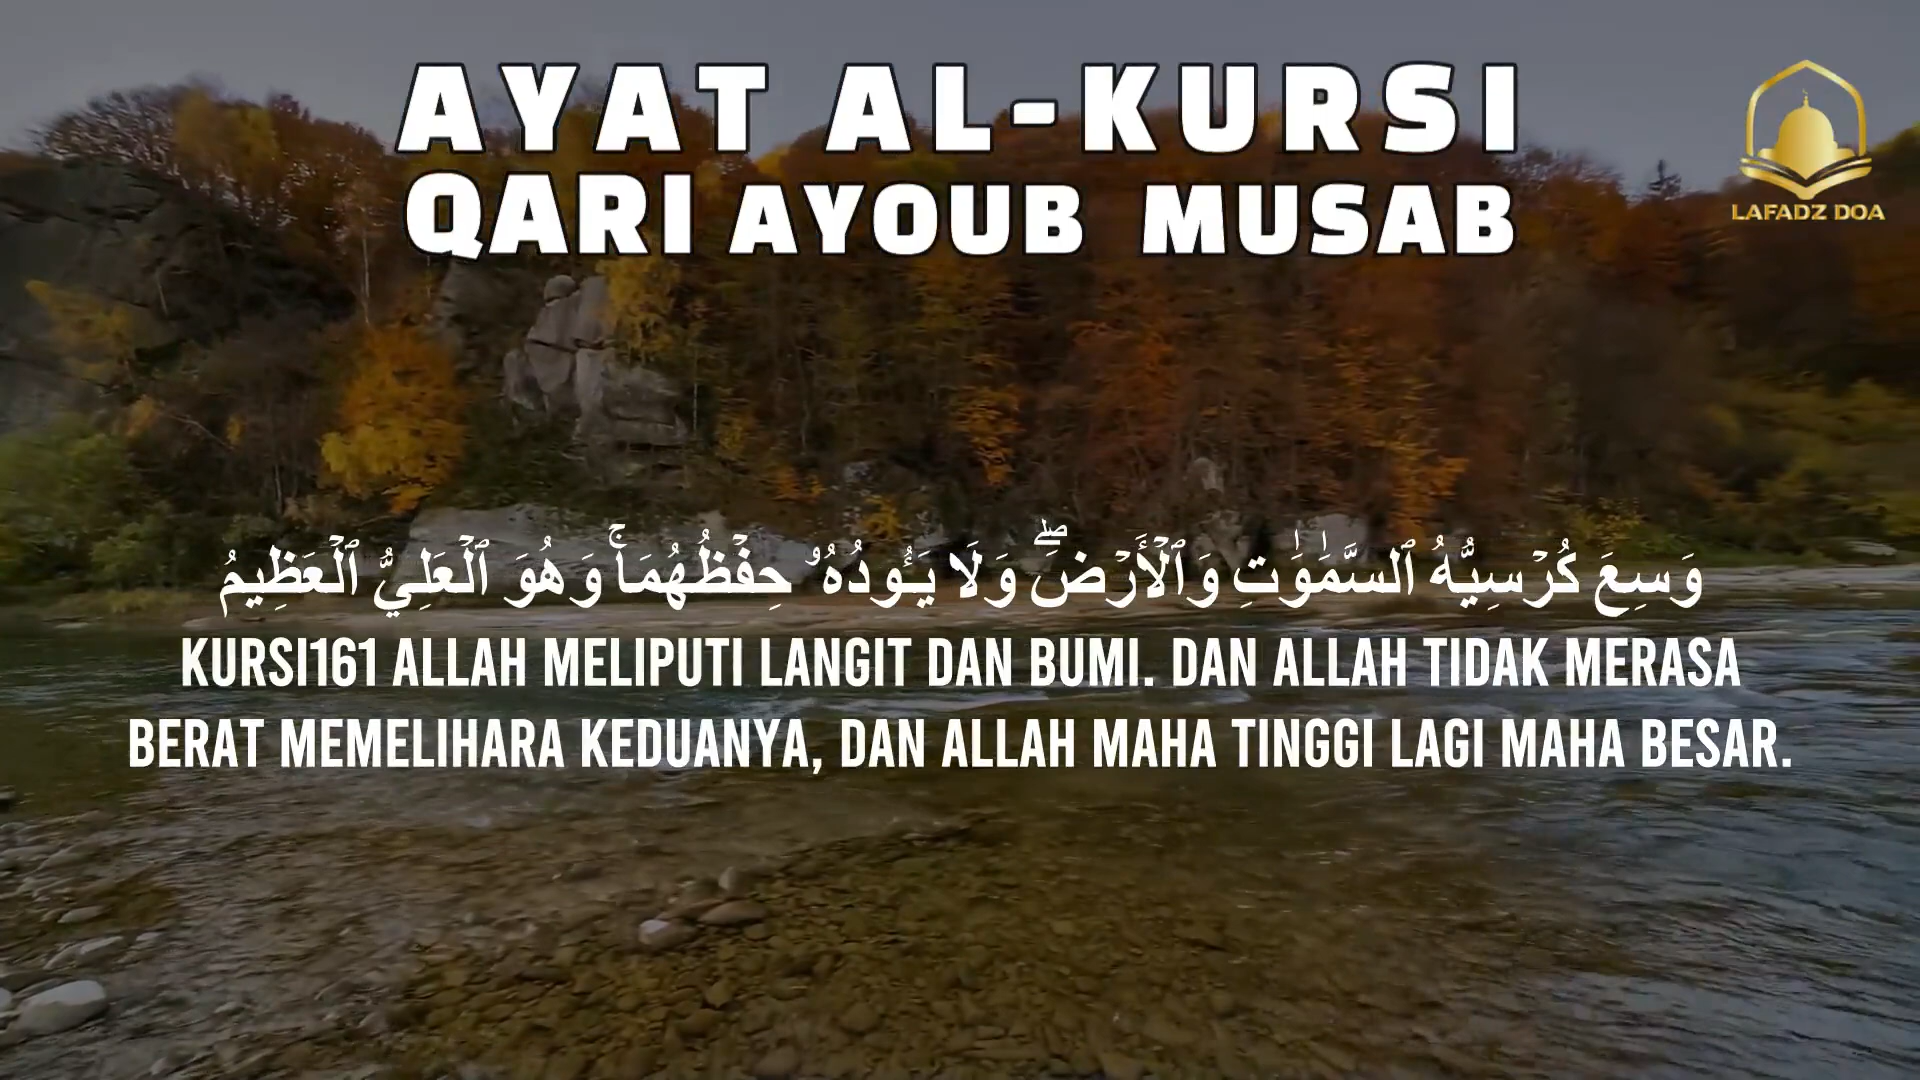 AYAT AL-KURSI
QARI AYOUB MUSAB
LAFADZ DOA
وَسِعَ كُرۡسِيُّهُ ٱلسَّمَٰوَٰتِ وَٱلۡأَرۡضَۖ وَلَا يَـُٔودُهُۥ حِفۡظُهُمَاۚ وَهُوَ ٱلۡعَلِيُّ ٱلۡعَظِيمُ
KURSI161 ALLAH MELIPUTI LANGIT DAN BUMI. DAN ALLAH TIDAK MERASA
BERAT MEMELIHARA KEDUANYA, DAN ALLAH MAHA TINGGI LAGI MAHA BESAR.